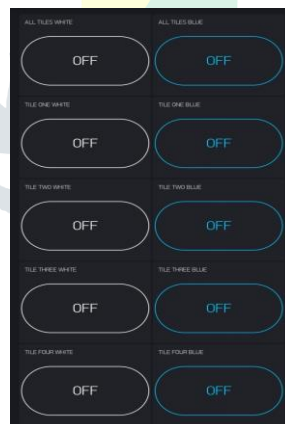 ALL TILES WHITE
ALL TILES BLUE
OFF
OFF
TILE ONE WHITE
TILE ONE BLUE
OFF
OFF
TILE TWO WHITE
TILE TWO BLUE
OFF
OFF
TILE THREE WHITE
TILE THREE BLUE
OFF
OFF
TILE FOUR WHITE
TILE FOUR BLUE
OFF
OFF